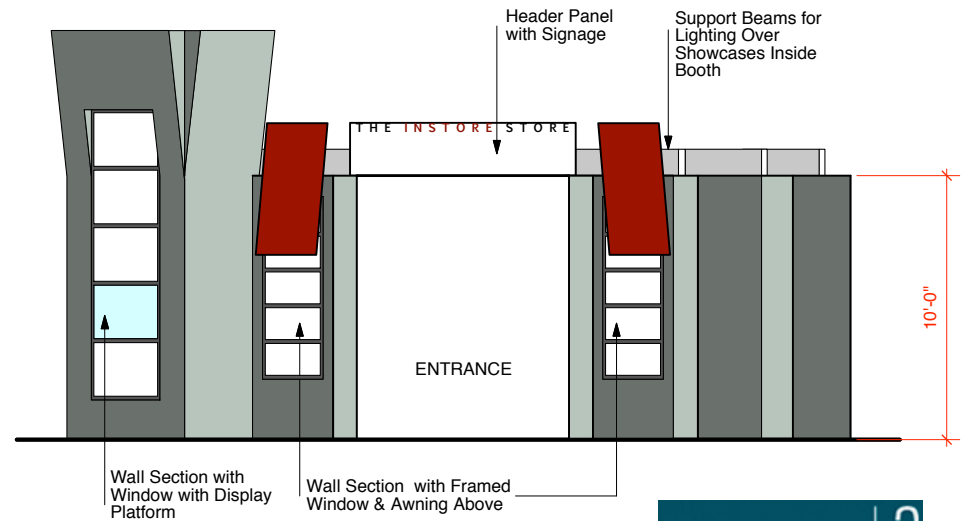 Header Panel
with Signage
Support Beams for
Lighting Over
Showcases Inside
Booth
THE INSTORE STORE
10'-0"
ENTRANCE
Wall Section with
Window with Display
Platform
Wall Section with Framed
Window & Awning Above